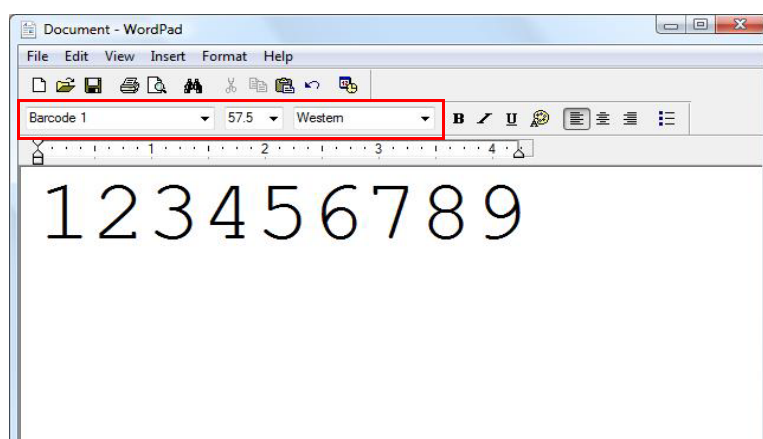 Document - WordPad
File Edit View Insert Format Help
Barcode 1 57.5 Western B U
1 2 3 4
123456789